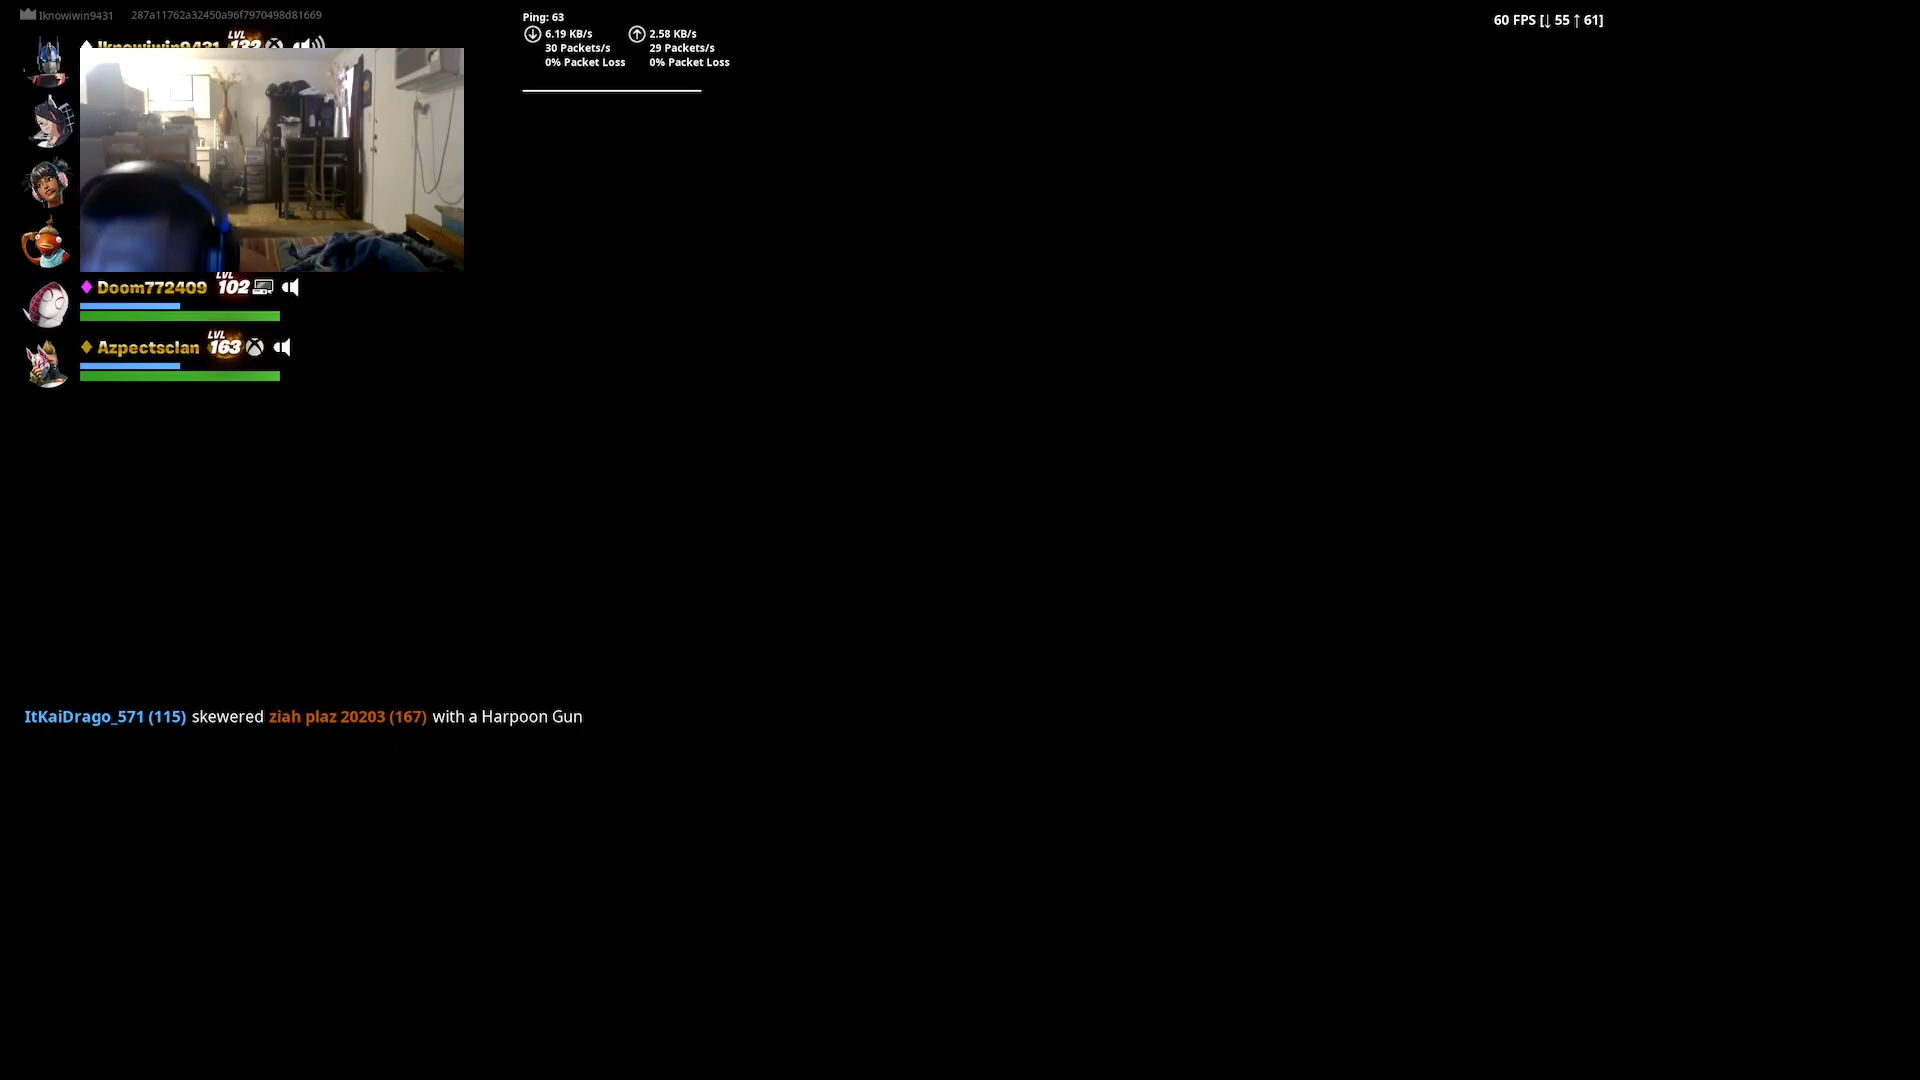 Iknowiwin9431 287a11762a32450a96f7970498d81669
Ping: 63
6.19 KB/s 2.58 KB/s
30 Packets/s 29 Packets/s
0% Packet Loss 0% Packet Loss
60 FPS [↓ 55 ↑ 61]
Iknowiwin9431 LVL 132
Doom772409 LVL 102
Azpectsclan LVL 163
ItKaiDrago_571 (115) skewered ziah plaz 20203 (167) with a Harpoon Gun